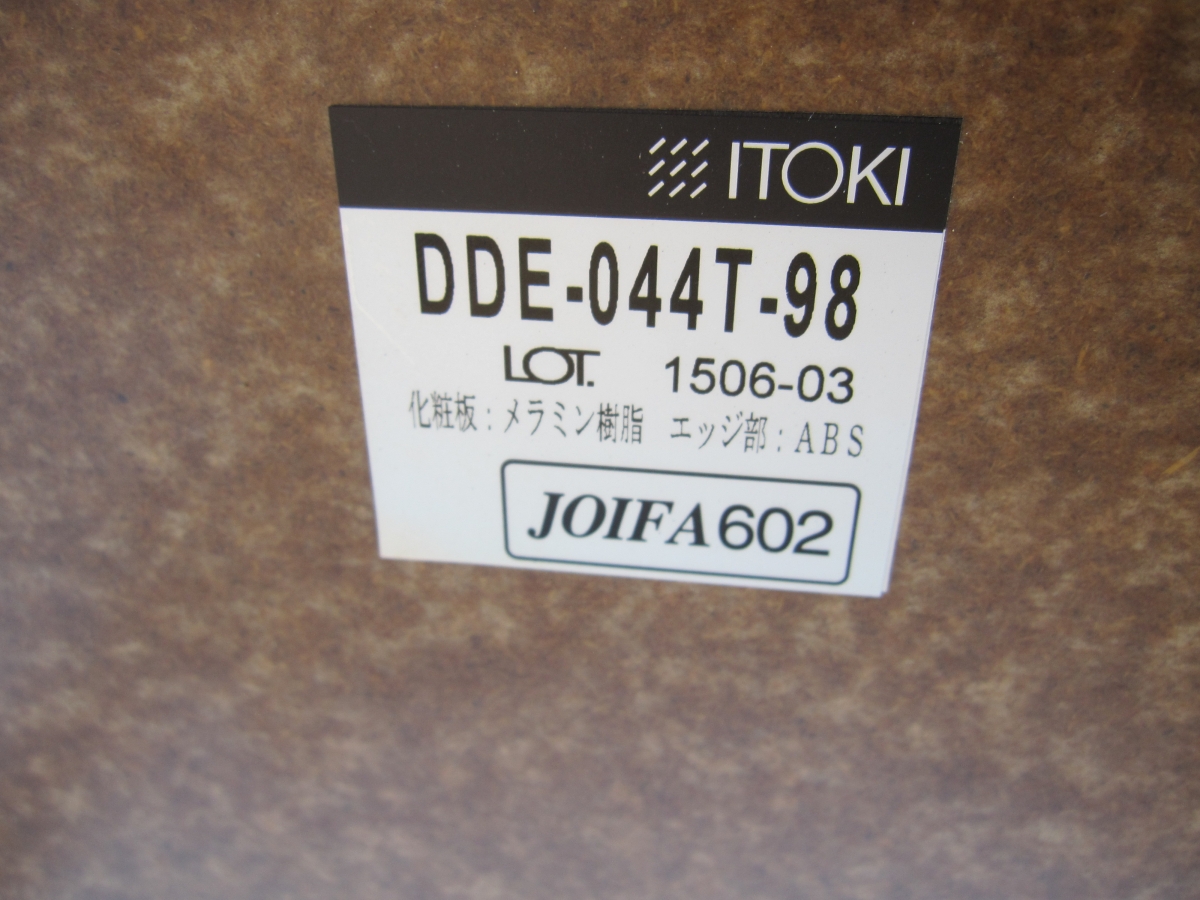 ITOKI
DDE-044T-98
LOT. 1506-03
化粧板：メラミン樹脂　エッジ部：ABS
JOIFA602